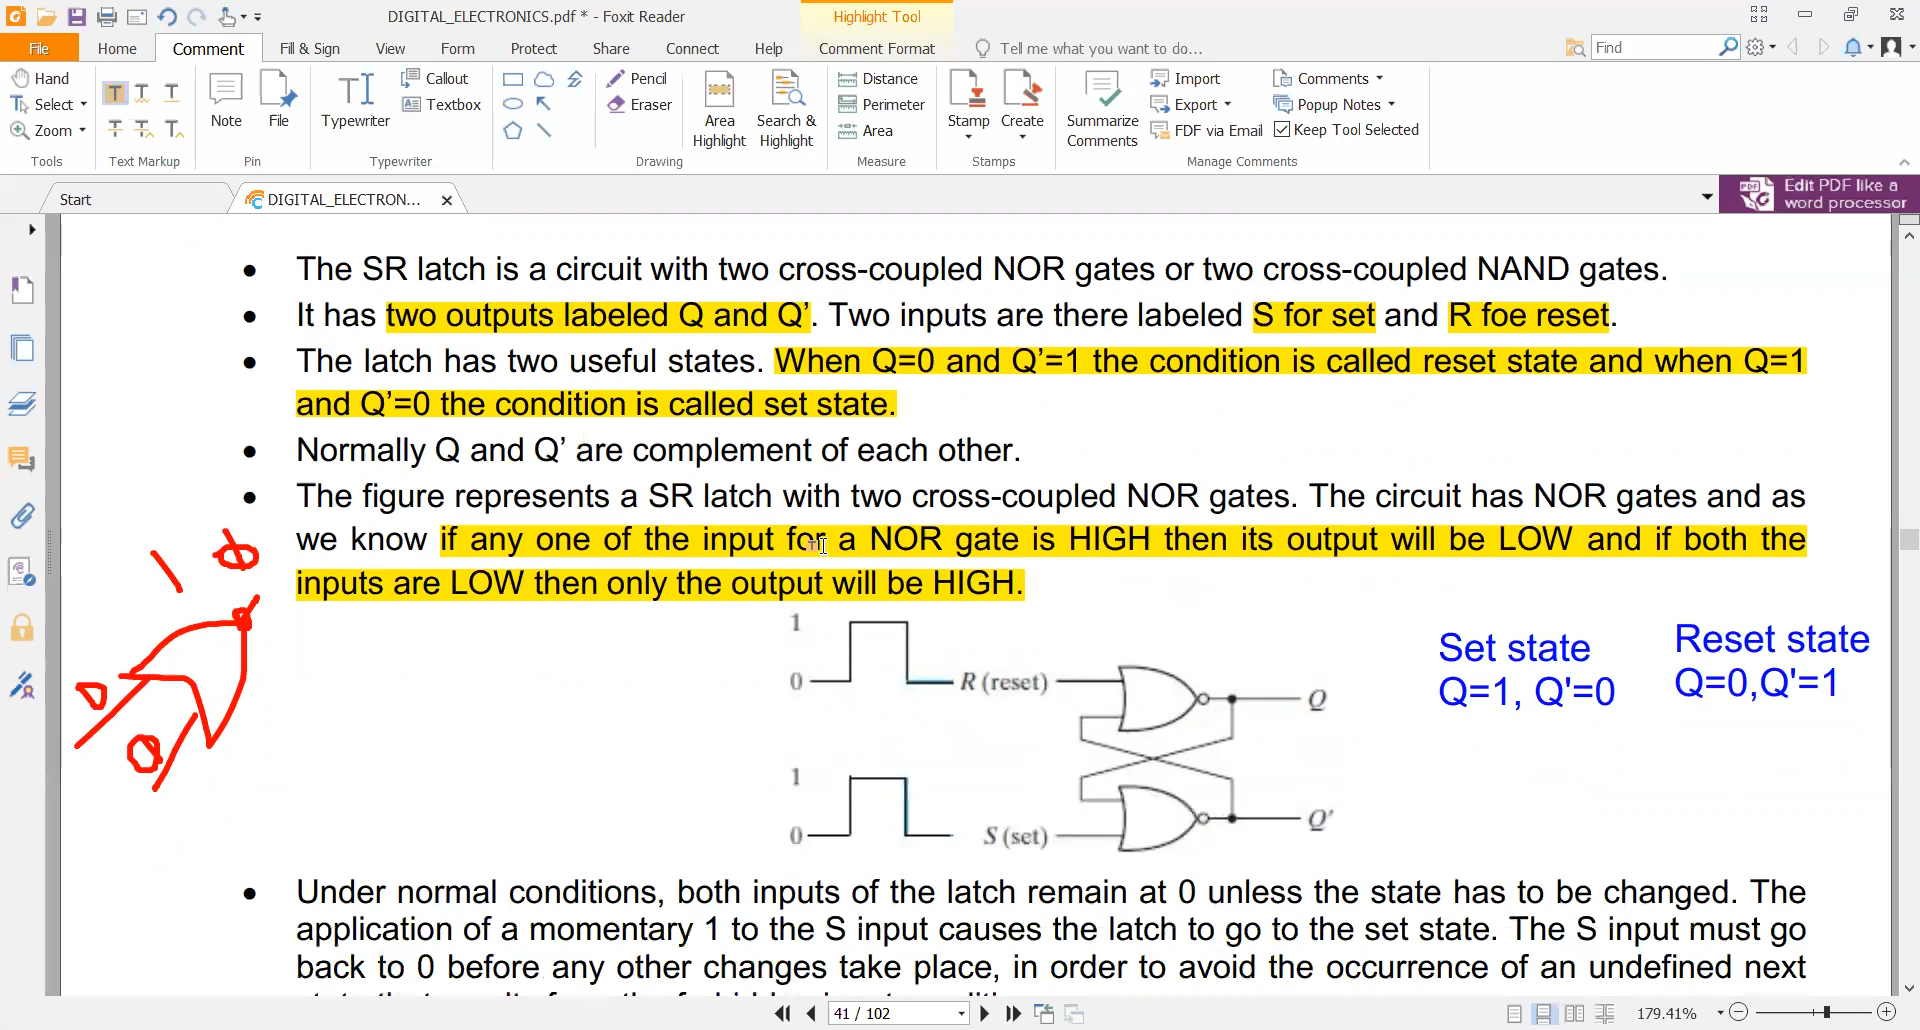 DIGITAL_ELECTRONICS.pdf * - Foxit Reader
Highlight Tool
File Home Comment Fill & Sign View Form Protect Share Connect Help Comment Format Tell me what you want to do... Find
Hand
Select
Zoom
Tools
Text Markup
Note
File
Pin
Typewriter
Callout
Textbox
Typewriter
Pencil
Eraser
Area Highlight
Search & Highlight
Drawing
Distance
Perimeter
Area
Measure
Stamp
Create
Stamps
Summarize Comments
Import
Export
FDF via Email
Comments
Popup Notes
Keep Tool Selected
Manage Comments
Start
DIGITAL_ELECTRON...
Edit PDF like a
word processor
• The SR latch is a circuit with two cross-coupled NOR gates or two cross-coupled NAND gates.
• It has two outputs labeled Q and Q’. Two inputs are there labeled S for set and R foe reset.
• The latch has two useful states. When Q=0 and Q’=1 the condition is called reset state and when Q=1
and Q’=0 the condition is called set state.
• Normally Q and Q’ are complement of each other.
• The figure represents a SR latch with two cross-coupled NOR gates. The circuit has NOR gates and as
we know if any one of the input for a NOR gate is HIGH then its output will be LOW and if both the
inputs are LOW then only the output will be HIGH.
1
0
R (reset)
Q
1
0
S (set)
Q'
Set state
Q=1, Q'=0
Reset state
Q=0,Q'=1
• Under normal conditions, both inputs of the latch remain at 0 unless the state has to be changed. The
application of a momentary 1 to the S input causes the latch to go to the set state. The S input must go
back to 0 before any other changes take place, in order to avoid the occurrence of an undefined next
41 / 102
179.41%